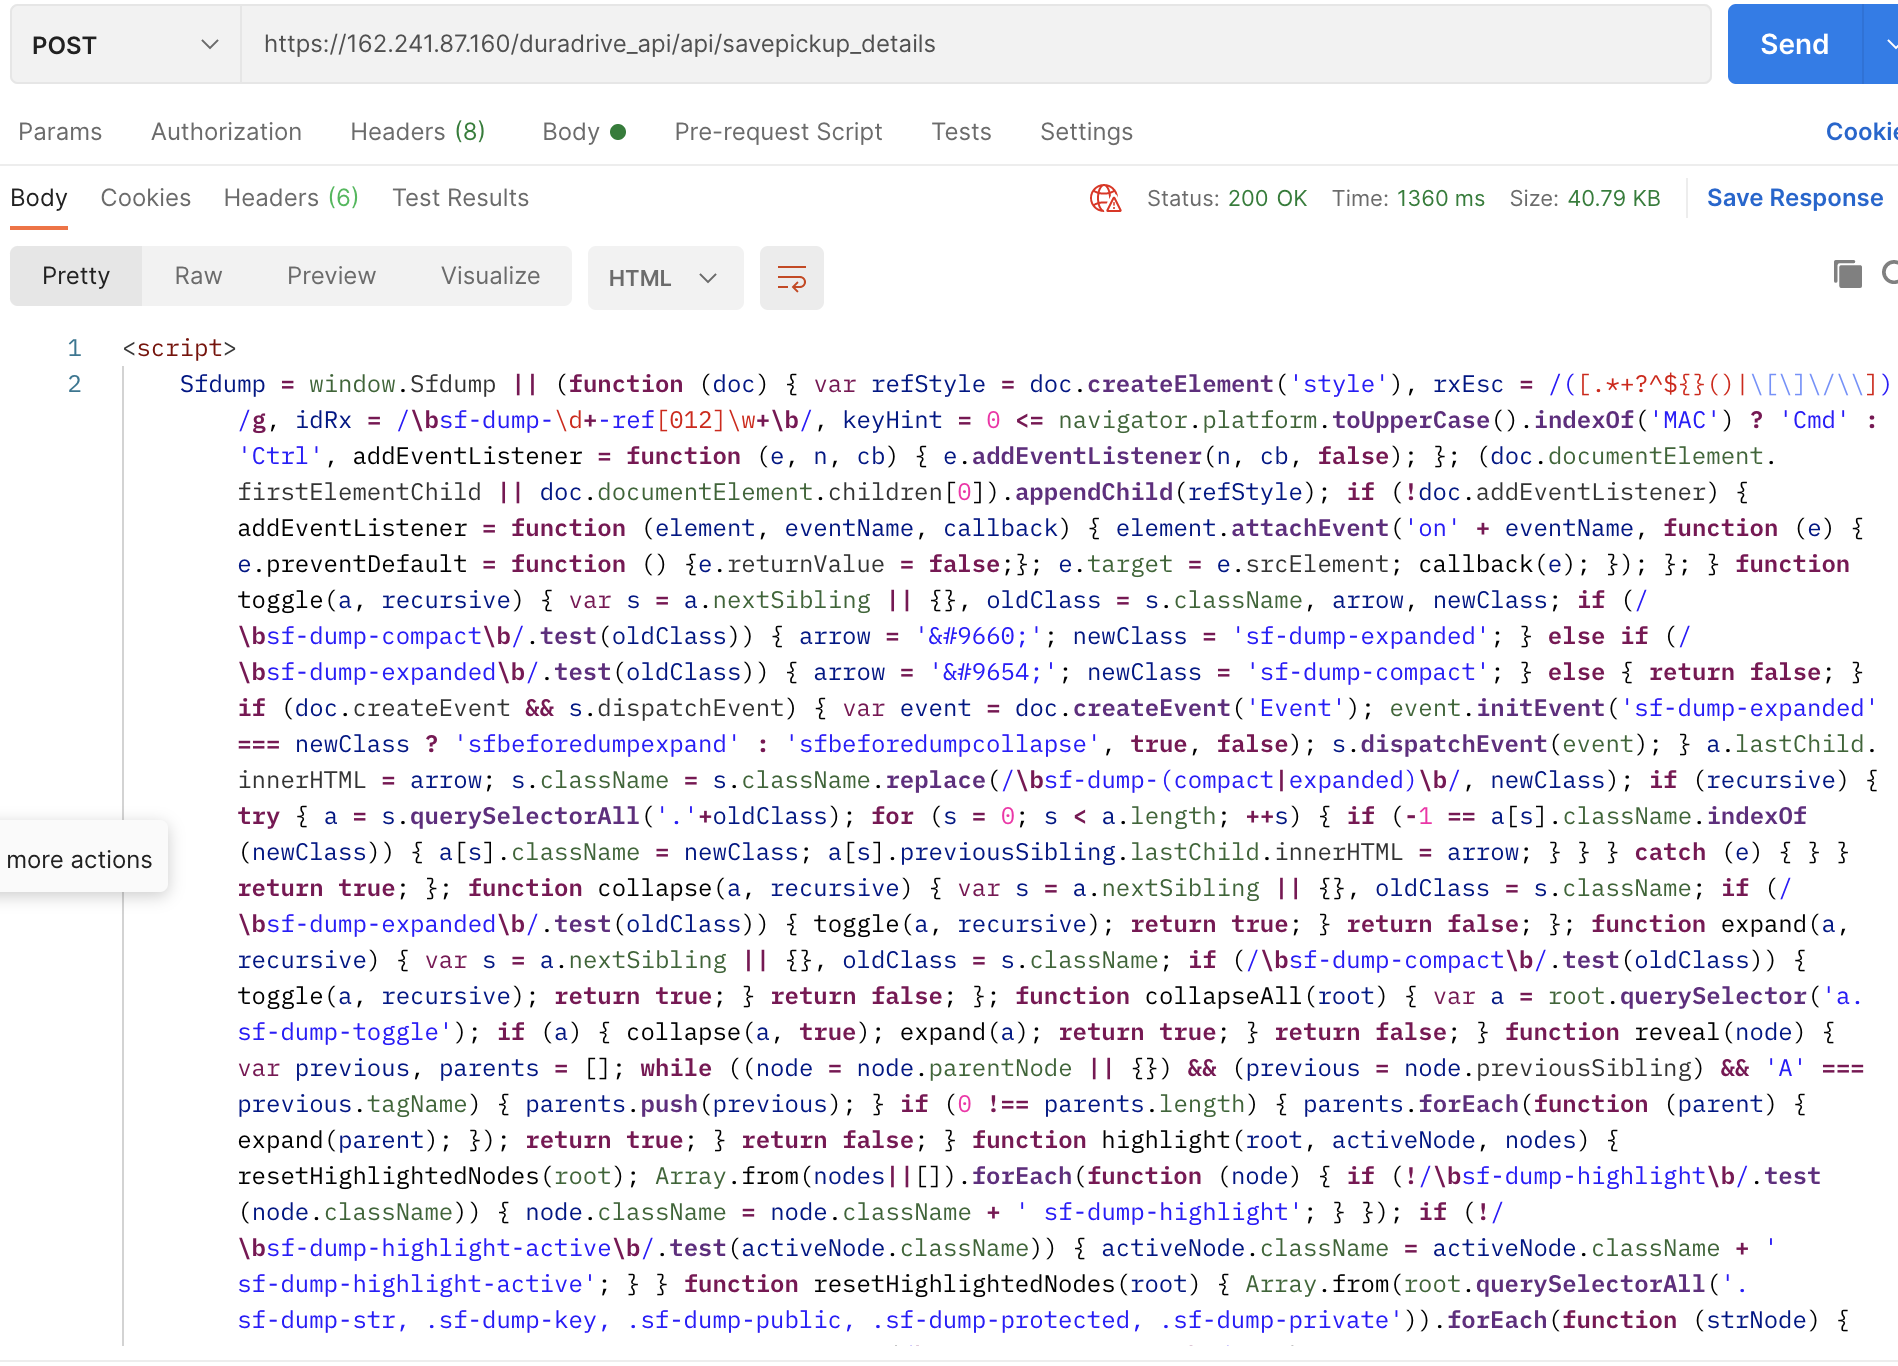 POST
https://162.241.87.160/duradrive_api/api/savepickup_details
Send
Params Authorization Headers (8) Body Pre-request Script Tests Settings
Body Cookies Headers (6) Test Results Status: 200 OK Time: 1360 ms Size: 40.79 KB Save Response
Pretty Raw Preview Visualize HTML
1 <script>
2 Sfdump = window.Sfdump || (function (doc) { var refStyle = doc.createElement('style'), rxEsc = /([.*+?^${}()|\[\]\/\\])
/g, idRx = /\bsf-dump-\d+-ref[012]\w+\b/, keyHint = 0 <= navigator.platform.toUpperCase().indexOf('MAC') ? 'Cmd' :
'Ctrl', addEventListener = function (e, n, cb) { e.addEventListener(n, cb, false); }; (doc.documentElement.
firstElementChild || doc.documentElement.children[0]).appendChild(refStyle); if (!doc.addEventListener) {
addEventListener = function (element, eventName, callback) { element.attachEvent('on' + eventName, function (e) {
e.preventDefault = function () {e.returnValue = false;}; e.target = e.srcElement; callback(e); }); }; } function
toggle(a, recursive) { var s = a.nextSibling || {}, oldClass = s.className, arrow, newClass; if (/
\bsf-dump-compact\b/.test(oldClass)) { arrow = '&#9660;'; newClass = 'sf-dump-expanded'; } else if (/
\bsf-dump-expanded\b/.test(oldClass)) { arrow = '&#9654;'; newClass = 'sf-dump-compact'; } else { return false; }
if (doc.createEvent && s.dispatchEvent) { var event = doc.createEvent('Event'); event.initEvent('sf-dump-expanded'
=== newClass ? 'sfbeforedumpexpand' : 'sfbeforedumpcollapse', true, false); s.dispatchEvent(event); } a.lastChild.
innerHTML = arrow; s.className = s.className.replace(/\bsf-dump-(compact|expanded)\b/, newClass); if (recursive) {
try { a = s.querySelectorAll('.'+oldClass); for (s = 0; s < a.length; ++s) { if (-1 == a[s].className.indexOf
(newClass)) { a[s].className = newClass; a[s].previousSibling.lastChild.innerHTML = arrow; } } } catch (e) { } }
more actions
return true; }; function collapse(a, recursive) { var s = a.nextSibling || {}, oldClass = s.className; if (/
\bsf-dump-expanded\b/.test(oldClass)) { toggle(a, recursive); return true; } return false; }; function expand(a,
recursive) { var s = a.nextSibling || {}, oldClass = s.className; if (/\bsf-dump-compact\b/.test(oldClass)) {
toggle(a, recursive); return true; } return false; }; function collapseAll(root) { var a = root.querySelector('a.
sf-dump-toggle'); if (a) { collapse(a, true); expand(a); return true; } return false; } function reveal(node) {
var previous, parents = []; while ((node = node.parentNode || {}) && (previous = node.previousSibling) && 'A' ===
previous.tagName) { parents.push(previous); } if (0 !== parents.length) { parents.forEach(function (parent) {
expand(parent); }); return true; } return false; } function highlight(root, activeNode, nodes) {
resetHighlightedNodes(root); Array.from(nodes||[]).forEach(function (node) { if (!/\bsf-dump-highlight\b/.test
(node.className)) { node.className = node.className + ' sf-dump-highlight'; } }); if (!/
\bsf-dump-highlight-active\b/.test(activeNode.className)) { activeNode.className = activeNode.className + '
sf-dump-highlight-active'; } } function resetHighlightedNodes(root) { Array.from(root.querySelectorAll('.
sf-dump-str, .sf-dump-key, .sf-dump-public, .sf-dump-protected, .sf-dump-private')).forEach(function (strNode) {